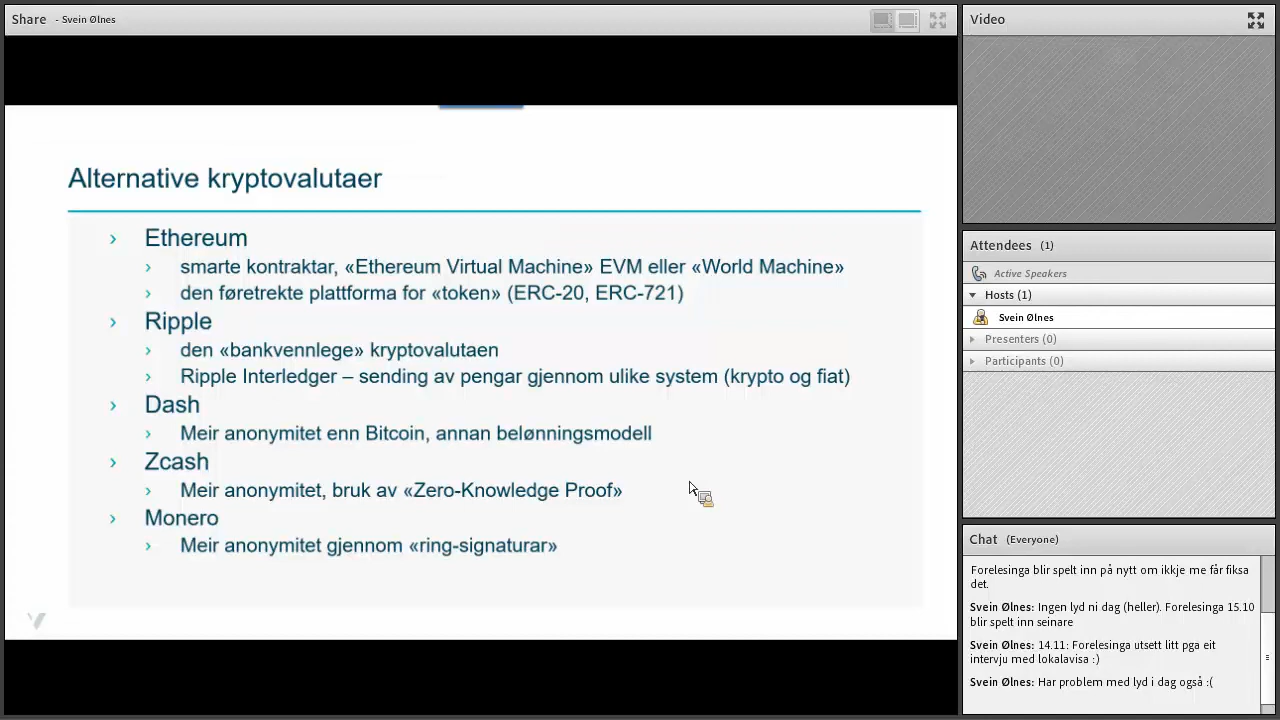 Share - Svein Ølnes
Alternative kryptovalutaer
› Ethereum
› smarte kontraktar, «Ethereum Virtual Machine» EVM eller «World Machine»
› den føretrekte plattforma for «token» (ERC-20, ERC-721)
› Ripple
› den «bankvennlege» kryptovalutaen
› Ripple Interledger – sending av pengar gjennom ulike system (krypto og fiat)
› Dash
› Meir anonymitet enn Bitcoin, annan belønningsmodell
› Zcash
› Meir anonymitet, bruk av «Zero-Knowledge Proof»
› Monero
› Meir anonymitet gjennom «ring-signaturar»
Video
Attendees (1)
Active Speakers
Hosts (1)
Svein Ølnes
Presenters (0)
Participants (0)
Chat (Everyone)
Forelesinga blir spelt inn på nytt om ikkje me får fiksa
det.
Svein Ølnes: Ingen lyd ni dag (heller). Forelesinga 15.10
blir spelt inn seinare
Svein Ølnes: 14.11: Forelesinga utsett litt pga eit
intervju med lokalavisa :)
Svein Ølnes: Har problem med lyd i dag også :(